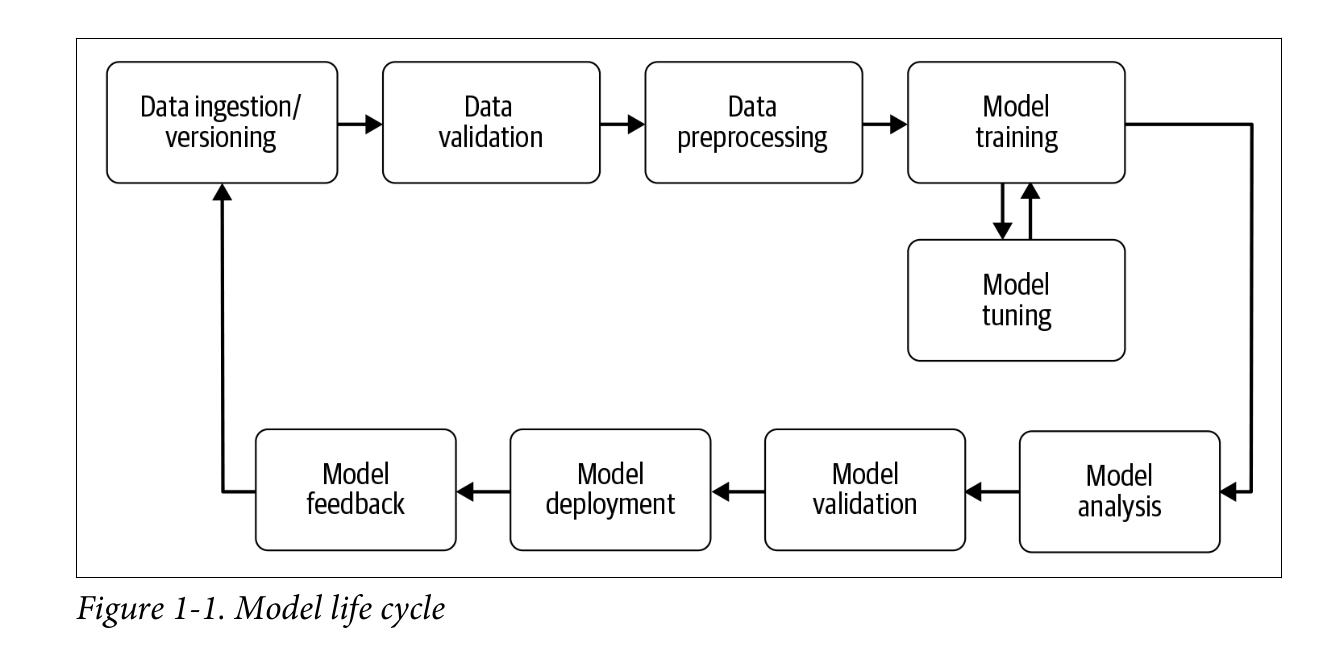 Data ingestion/
versioning
Data
validation
Data
preprocessing
Model
training
Model
tuning
Model
feedback
Model
deployment
Model
validation
Model
analysis
Figure 1-1. Model life cycle